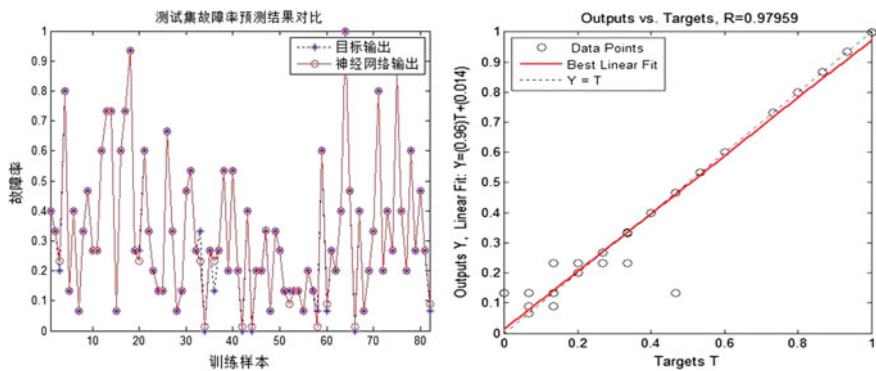 测试集故障率预测结果对比
目标输出
神经网络输出
故障率
1
0.9
0.8
0.7
0.6
0.5
0.4
0.3
0.2
0.1
0
10 20 30 40 50 60 70 80
训练样本
Outputs vs. Targets, R=0.97959
Data Points
Best Linear Fit
Y = T
Outputs Y, Linear Fit: Y=(0.96)T+(0.014)
1
0.9
0.8
0.7
0.6
0.5
0.4
0.3
0.2
0.1
0
0 0.2 0.4 0.6 0.8 1
Targets T